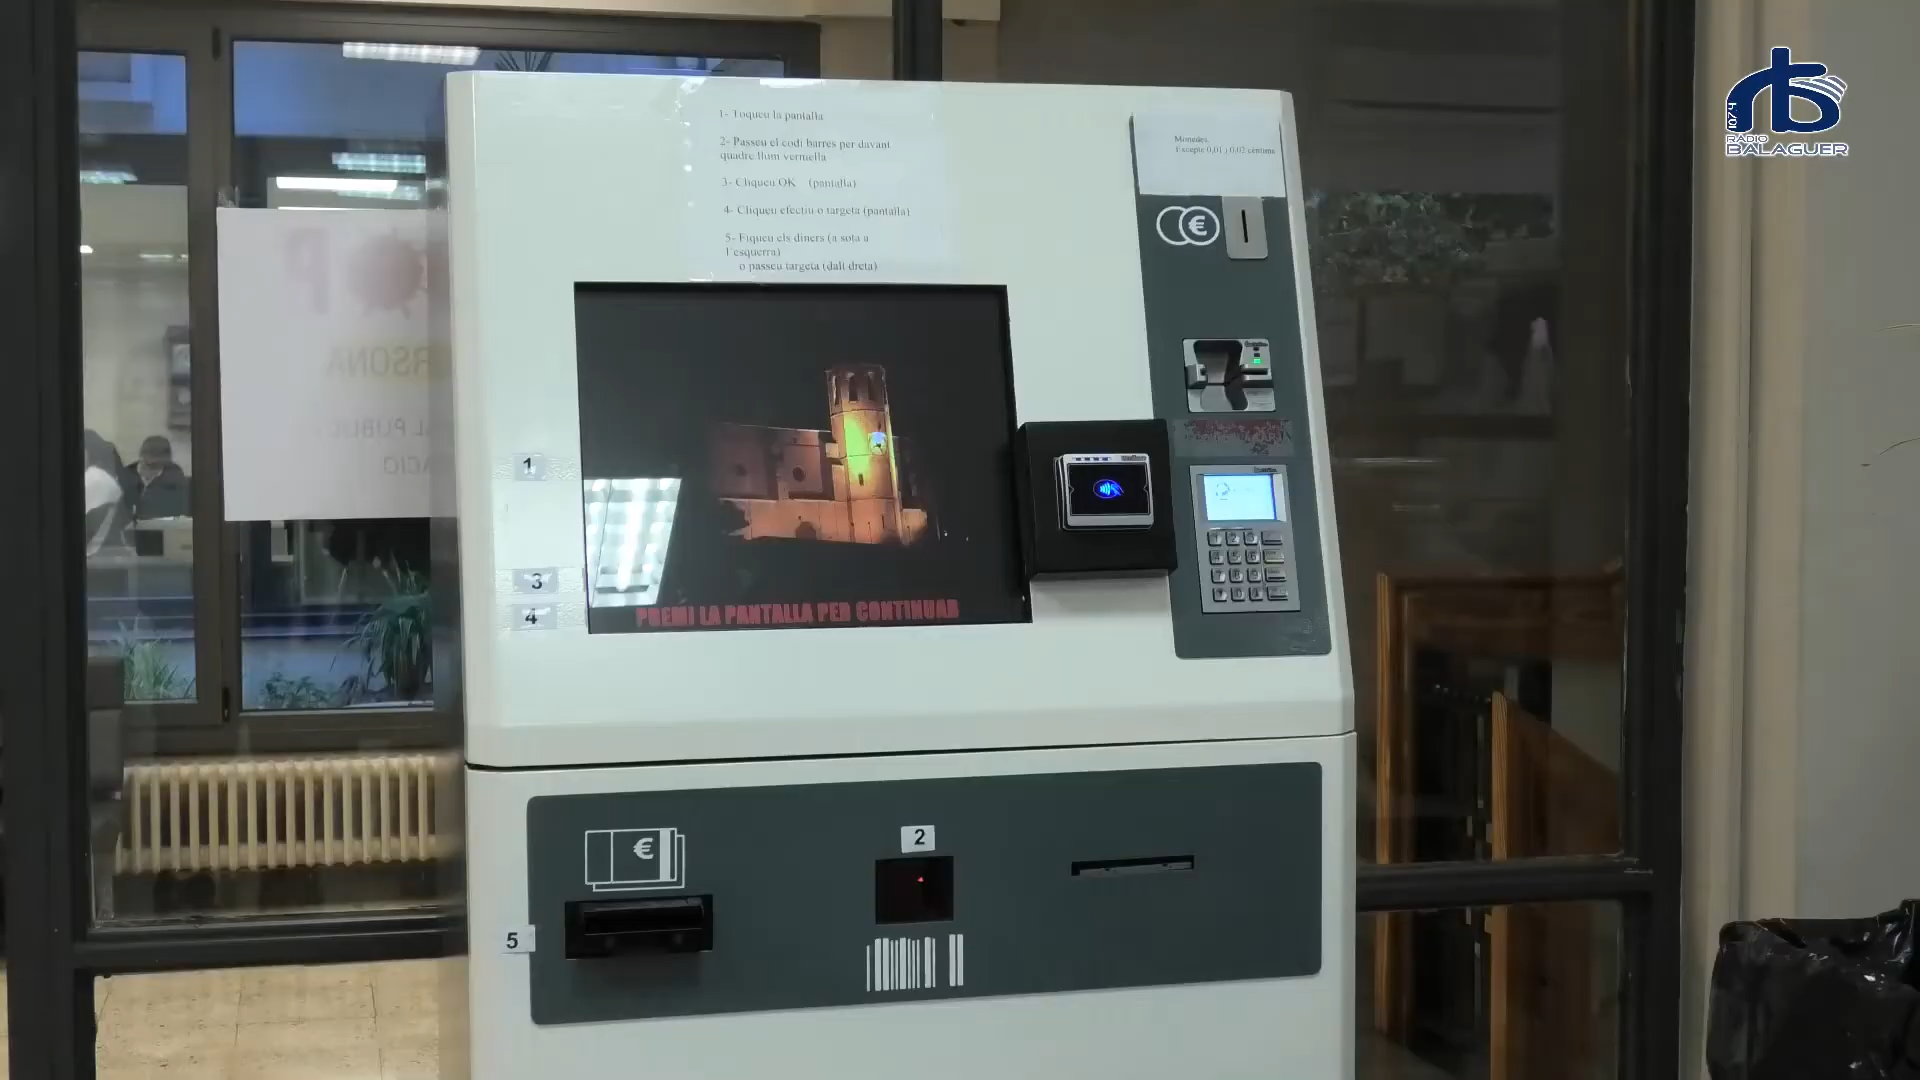 107.4
RÀDIO
BALAGUER
1- Toqueu la pantalla
2- Passeu el codi barres per davant
quadre llum vermella
3- Cliqueu OK (pantalla)
4- Cliqueu efectiu o targeta (pantalla)
5- Fiqueu els diners (a sota a
l'esquerra)
o passeu targeta (dalt dreta)
Monedes.
Excepte 0,01 i 0,02 cèntims
€
1
3
4
PREMI LA PANTALLA PER CONTINUAR
€
2
5